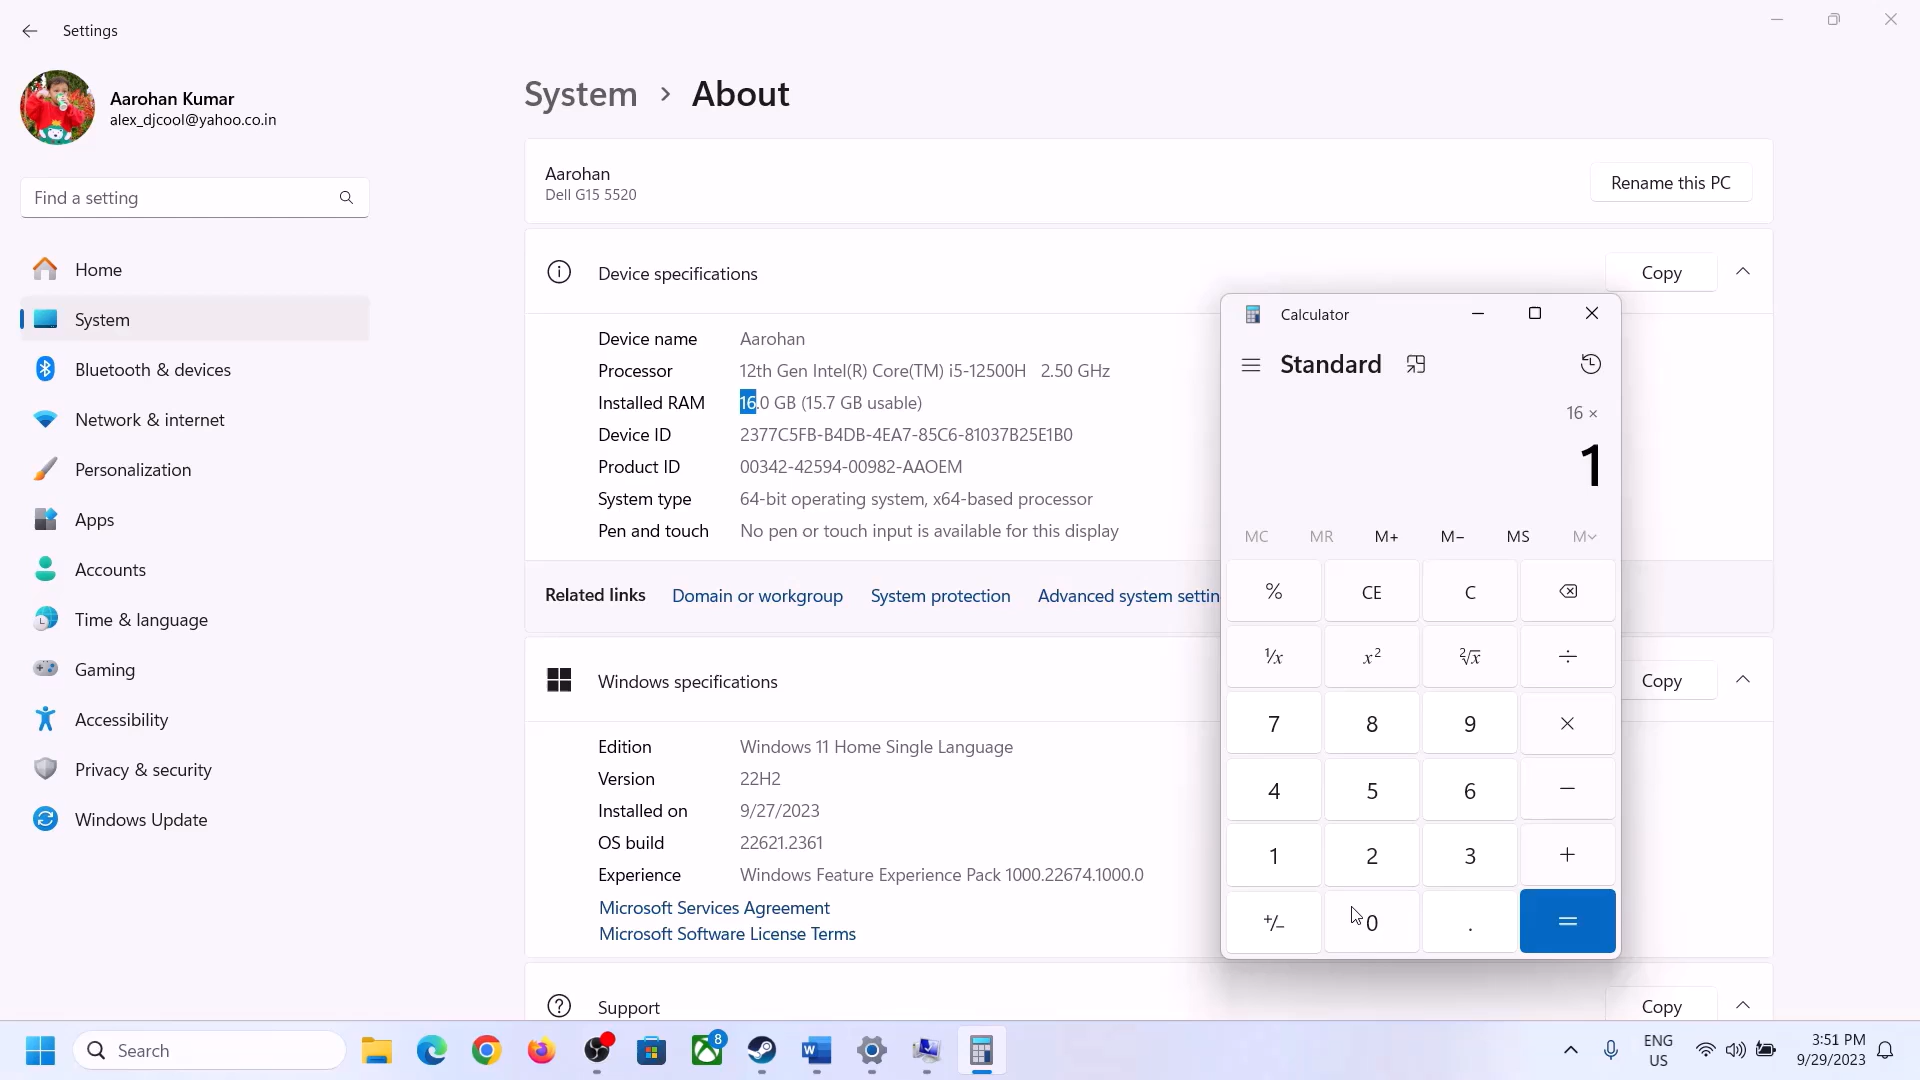 Settings
Aarohan Kumar
alex_djcool@yahoo.co.in
Find a setting
Home
System
Bluetooth & devices
Network & internet
Personalization
Apps
Accounts
Time & language
Gaming
Accessibility
Privacy & security
Windows Update
System > About
Aarohan
Dell G15 5520
Rename this PC
Device specifications
Copy
Device name Aarohan
Processor 12th Gen Intel(R) Core(TM) i5-12500H 2.50 GHz
Installed RAM 16.0 GB (15.7 GB usable)
Device ID 2377C5FB-B4DB-4EA7-85C6-81037B25E1B0
Product ID 00342-42594-00982-AAOEM
System type 64-bit operating system, x64-based processor
Pen and touch No pen or touch input is available for this display
Related links Domain or workgroup System protection Advanced system settin
Windows specifications
Copy
Edition Windows 11 Home Single Language
Version 22H2
Installed on 9/27/2023
OS build 22621.2361
Experience Windows Feature Experience Pack 1000.22674.1000.0
Microsoft Services Agreement
Microsoft Software License Terms
Support
Copy
Calculator
Standard
16 ×
1
MC MR M+ M− MS M
% CE C
⅟x x² ²√x ÷
7 8 9 ×
4 5 6 −
1 2 3 +
+/− 0 . =
Search
8
ENG
US
3:51 PM
9/29/2023